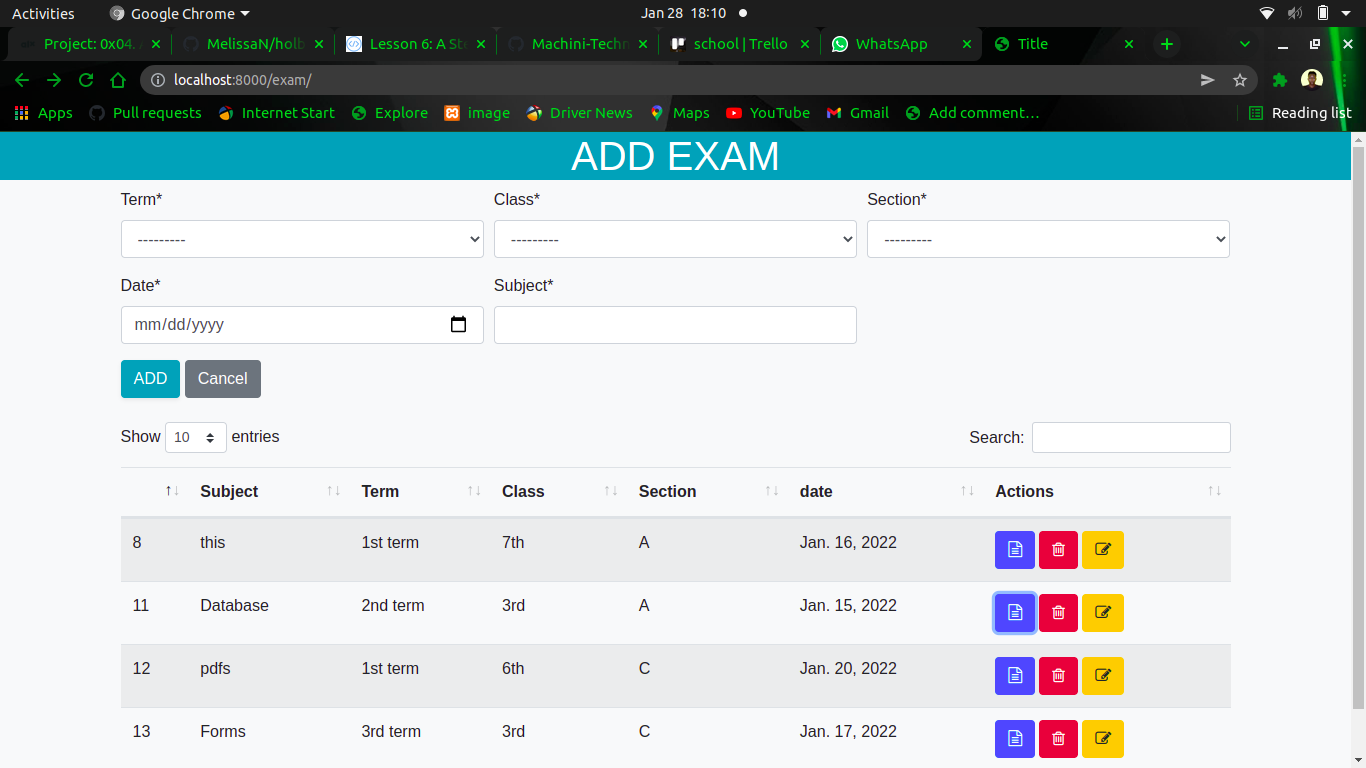 Activities Google Chrome Jan 28 18:10
Project: 0x04. MelissaN/holb Lesson 6: A St Machini-Techn school | Trello WhatsApp Title
localhost:8000/exam/
Apps Pull requests Internet Start Explore image Driver News Maps YouTube Gmail Add comment… Reading list
ADD EXAM
Term* Class* Section*
--------- --------- ---------
Date* Subject*
mm/dd/yyyy
ADD Cancel
Show 10 entries Search:
Subject Term Class Section date Actions
8 this 1st term 7th A Jan. 16, 2022
11 Database 2nd term 3rd A Jan. 15, 2022
12 pdfs 1st term 6th C Jan. 20, 2022
13 Forms 3rd term 3rd C Jan. 17, 2022